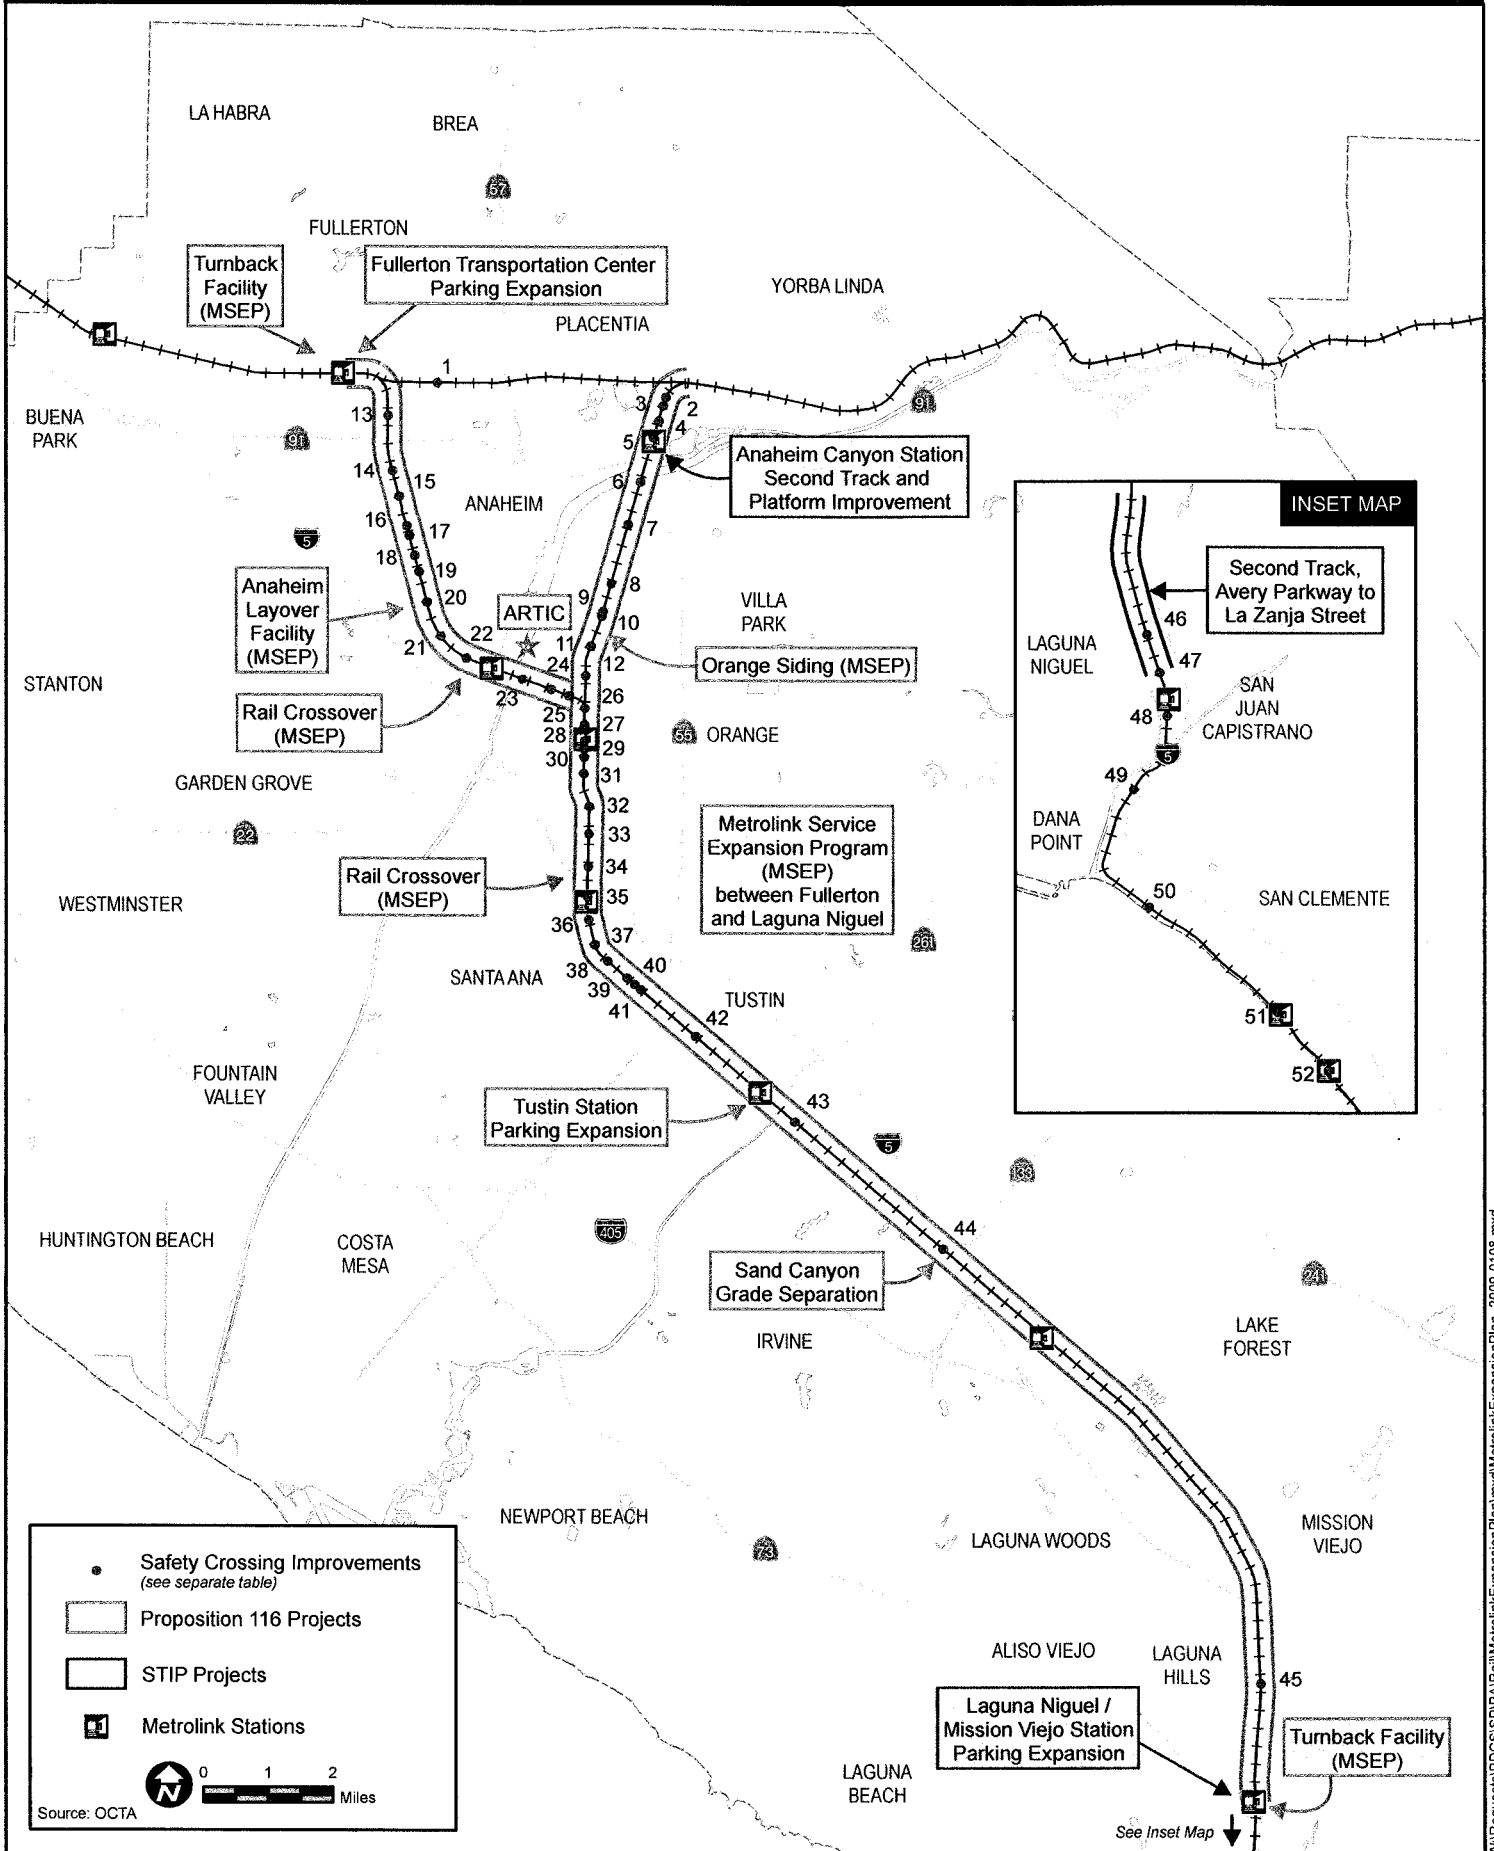 LA HABRA
BREA
57
FULLERTON
Turnback
Facility
(MSEP)
Fullerton Transportation Center
Parking Expansion
YORBA LINDA
PLACENTIA
1
BUENA
PARK
91
13
3
2
4
5
91
Anaheim Canyon Station
Second Track and
Platform Improvement
14
15
6
ANAHEIM
7
16
17
5
18
19
Anaheim
Layover
Facility
(MSEP)
20
8
9
10
ARTIC
VILLA
PARK
21
22
11
12
24
Orange Siding (MSEP)
STANTON
23
25
26
Rail Crossover
(MSEP)
27
28
29
30
31
55
ORANGE
GARDEN GROVE
22
32
33
34
Metrolink Service
Expansion Program
(MSEP)
between Fullerton
and Laguna Niguel
Rail Crossover
(MSEP)
35
36
WESTMINSTER
37
261
38
39
40
41
SANTA ANA
TUSTIN
42
FOUNTAIN
VALLEY
Tustin Station
Parking Expansion
43
5
133
HUNTINGTON BEACH
COSTA
MESA
405
44
Sand Canyon
Grade Separation
241
IRVINE
LAKE
FOREST
NEWPORT BEACH
73
LAGUNA WOODS
MISSION
VIEJO
ALISO VIEJO
LAGUNA
HILLS
45
Laguna Niguel /
Mission Viejo Station
Parking Expansion
Turnback Facility
(MSEP)
LAGUNA
BEACH
See Inset Map
INSET MAP
Second Track,
Avery Parkway to
La Zanja Street
46
LAGUNA
NIGUEL
47
SAN
JUAN
CAPISTRANO
48
5
49
DANA
POINT
50
SAN CLEMENTE
51
52
Safety Crossing Improvements
(see separate table)
Proposition 116 Projects
STIP Projects
Metrolink Stations
N
0 1 2
Miles
Source: OCTA